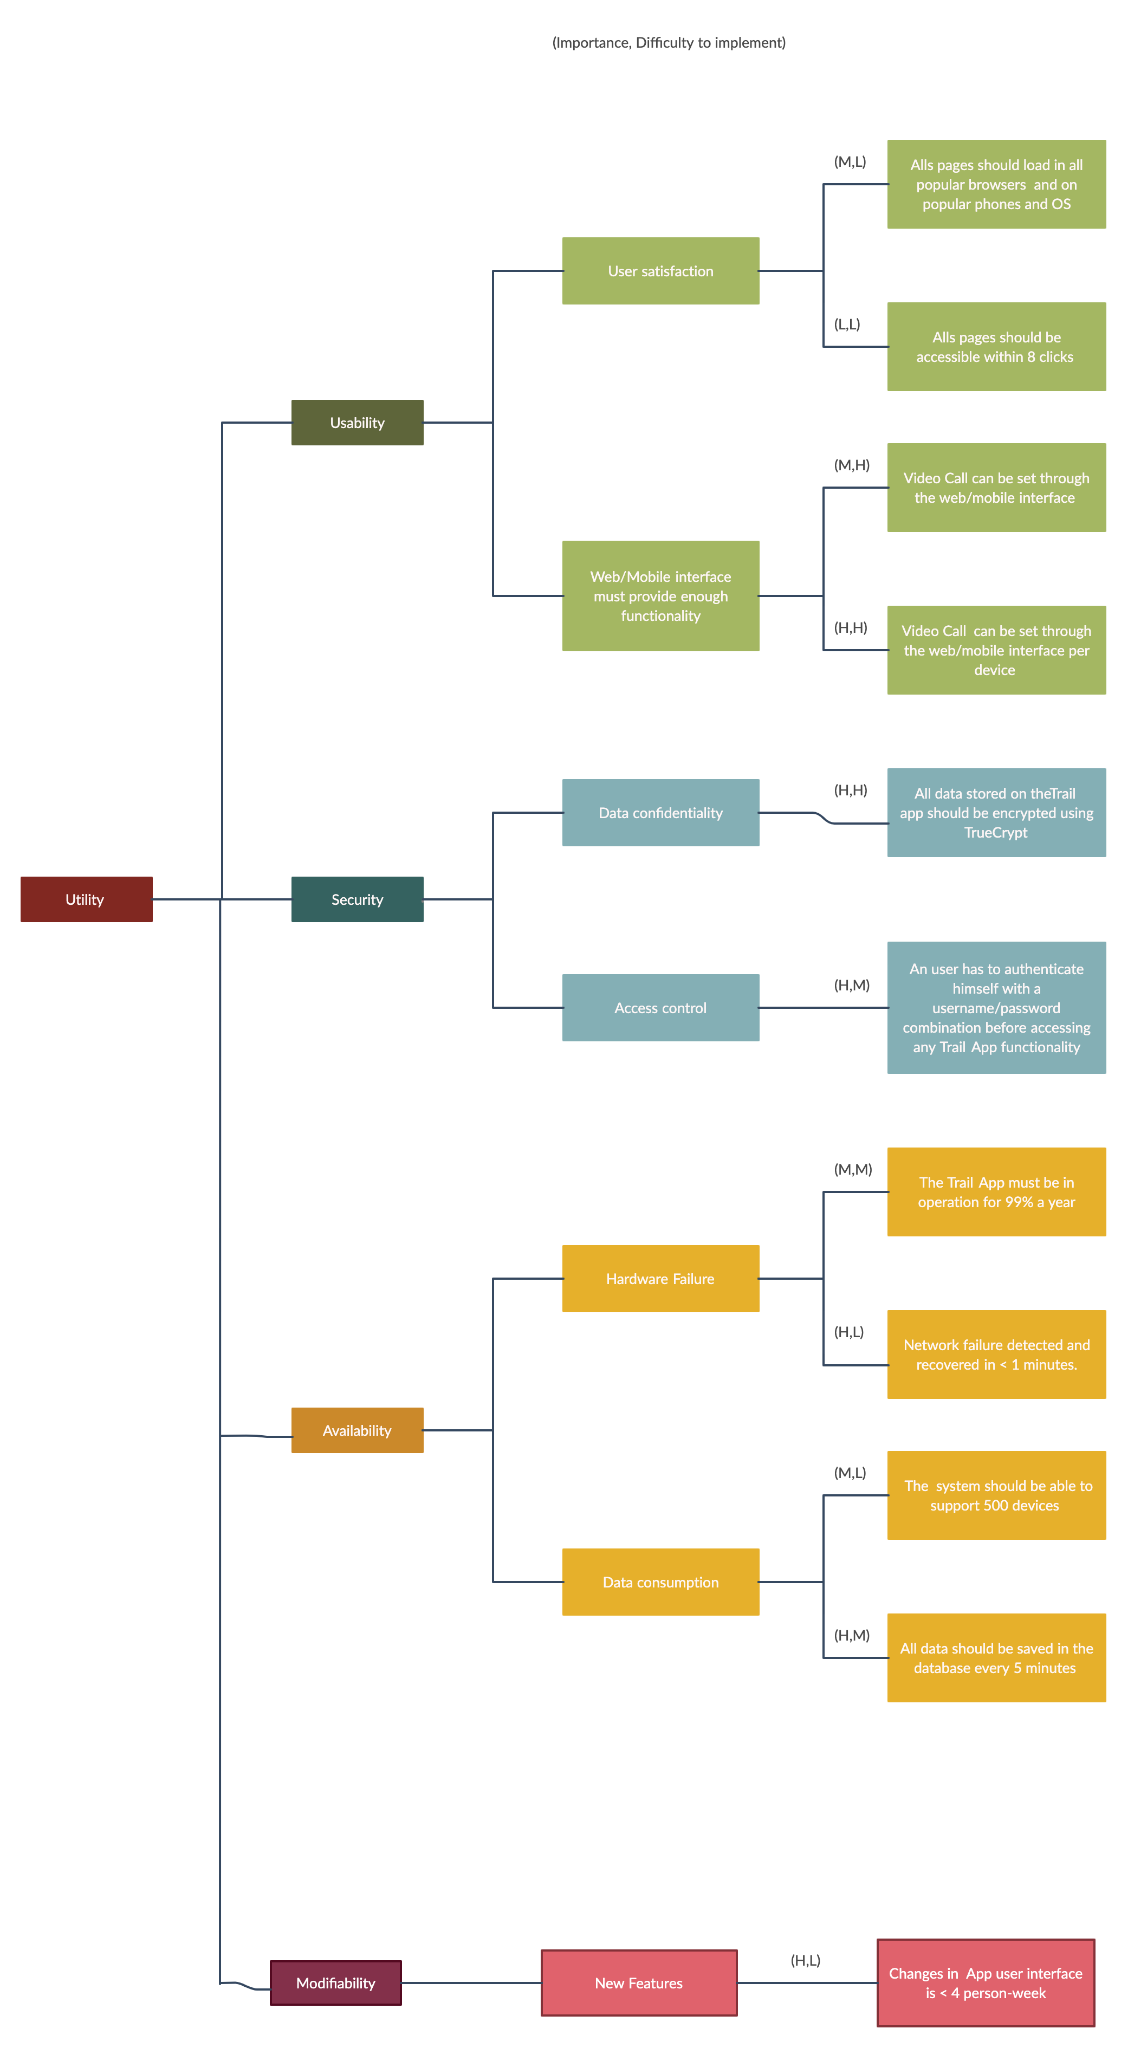 (Importance, Difficulty to implement)
(M,L)
Alls pages should load in all
popular browsers and on
popular phones and OS
User satisfaction
(L,L)
Alls pages should be
accessible within 8 clicks
Usability
(M,H)
Video Call can be set through
the web/mobile interface
Web/Mobile interface
must provide enough
functionality
(H,H)
Video Call can be set through
the web/mobile interface per
device
Data confidentiality
(H,H)
All data stored on theTrail
app should be encrypted using
TrueCrypt
Utility
Security
Access control
(H,M)
An user has to authenticate
himself with a
username/password
combination before accessing
any Trail App functionality
(M,M)
The Trail App must be in
operation for 99% a year
Hardware Failure
(H,L)
Network failure detected and
recovered in < 1 minutes.
Availability
(M,L)
The system should be able to
support 500 devices
Data consumption
(H,M)
All data should be saved in the
database every 5 minutes
Modifiability
New Features
(H,L)
Changes in App user interface
is < 4 person-week